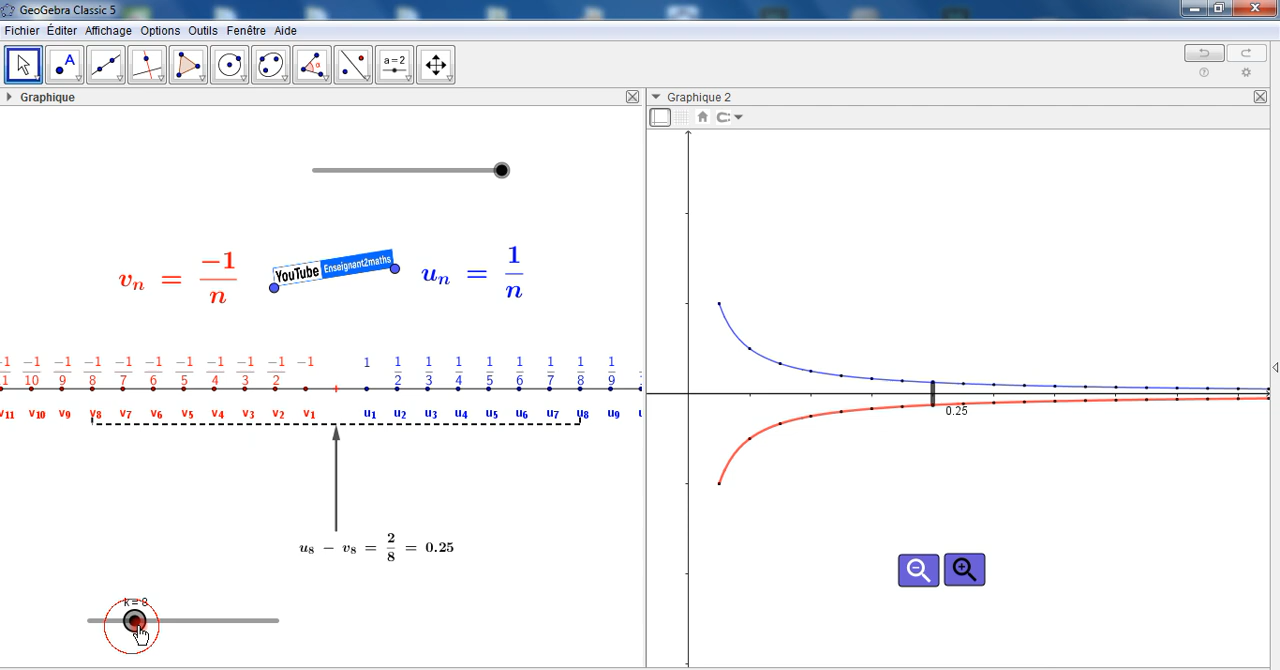 GeoGebra Classic 5
Fichier Éditer Affichage Options Outils Fenêtre Aide
A a = 2
Graphique
Graphique 2
v_n = -1/n
YouTube Enseignant2maths
u_n = 1/n
-1/10 -1/9 -1/8 -1/7 -1/6 -1/5 -1/4 -1/3 -1/2 -1 1 1/2 1/3 1/4 1/5 1/6 1/7 1/8 1/9
v11 v10 v9 v8 v7 v6 v5 v4 v3 v2 v1 u1 u2 u3 u4 u5 u6 u7 u8 u9
u8 - v8 = 2/8 = 0.25
k = 8
0.25